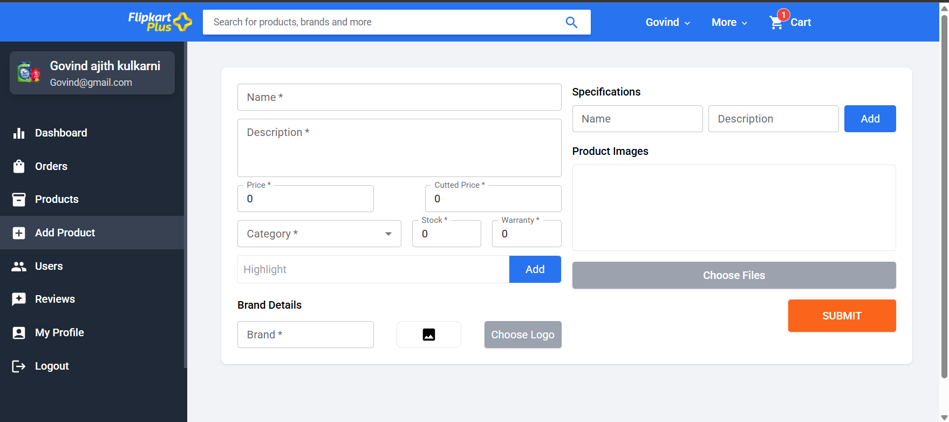 Flipkart
Plus
Search for products, brands and more
Govind
More
1
Cart
Govind ajith kulkarni
Govind@gmail.com
Dashboard
Orders
Products
Add Product
Users
Reviews
My Profile
Logout
Name *
Description *
Price *
0
Cutted Price *
0
Category *
Stock *
0
Warranty *
0
Highlight
Add
Brand Details
Brand *
Choose Logo
Specifications
Name
Description
Add
Product Images
Choose Files
SUBMIT